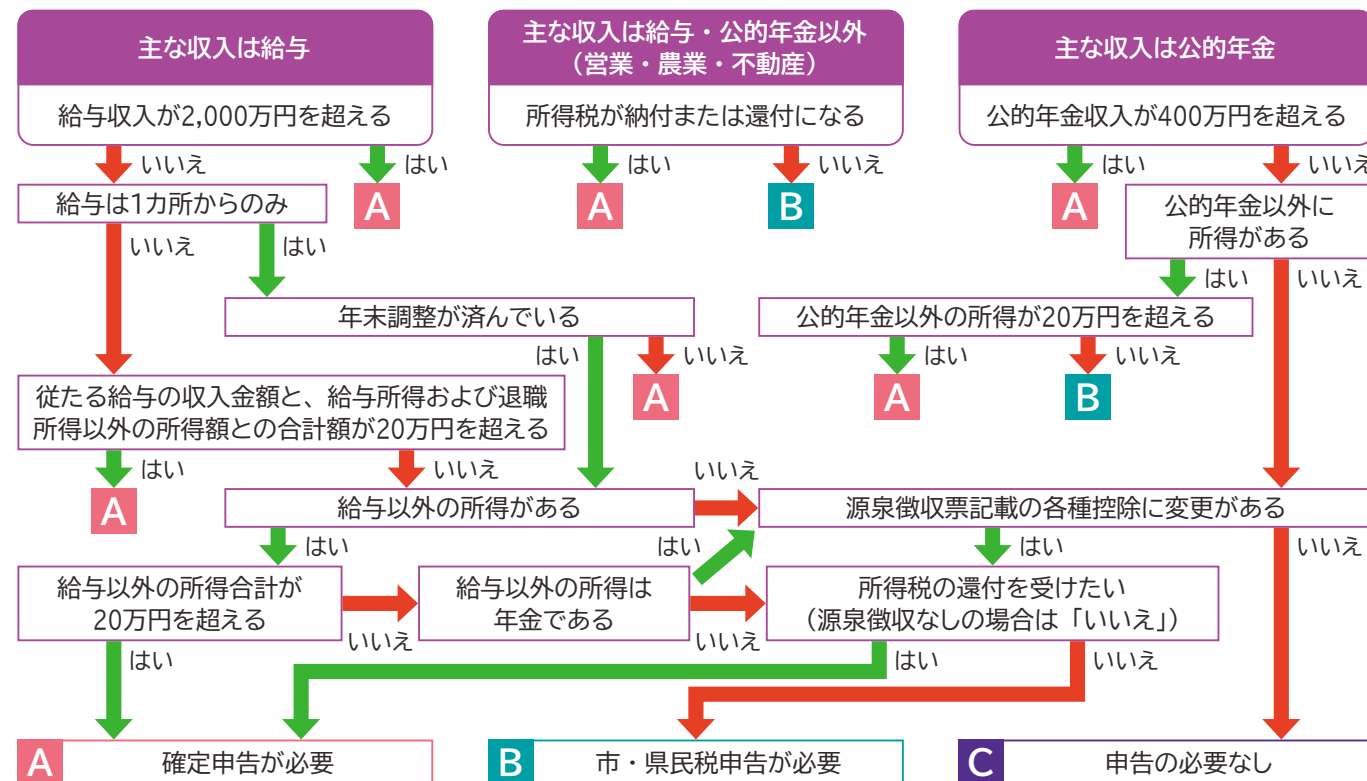 主な収入は給与
給与収入が2,000万円を超える
主な収入は給与・公的年金以外
（営業・農業・不動産）
所得税が納付または還付になる
主な収入は公的年金
公的年金収入が400万円を超える
いいえ
はい
はい
いいえ
はい
いいえ
給与は1カ所からのみ
A
A
B
A
公的年金以外に
所得がある
いいえ
はい
はい
いいえ
年末調整が済んでいる
公的年金以外の所得が20万円を超える
はい
いいえ
はい
いいえ
従たる給与の収入金額と、給与所得および退職
所得以外の所得額との合計額が20万円を超える
A
A
B
はい
いいえ
いいえ
A
給与以外の所得がある
源泉徴収票記載の各種控除に変更がある
はい
はい
はい
いいえ
給与以外の所得合計が
20万円を超える
給与以外の所得は
年金である
所得税の還付を受けたい
（源泉徴収なしの場合は「いいえ」）
いいえ
いいえ
はい
はい
いいえ
A 確定申告が必要
B 市・県民税申告が必要
C 申告の必要なし